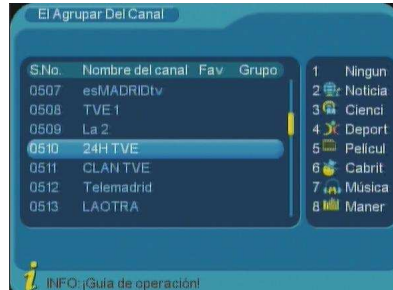 El Agrupar Del Canal
S.No. Nombre del canal Fav Grupo
0507 esMADRIDtv
0508 TVE 1
0509 La 2
0510 24H TVE
0511 CLAN TVE
0512 Telemadrid
0513 LAOTRA
1 Ningun
2 Noticia
3 Cienci
4 Deport
5 Pelicul
6 Cabrit
7 Música
8 Maner
INFO:¡Guia de operación!